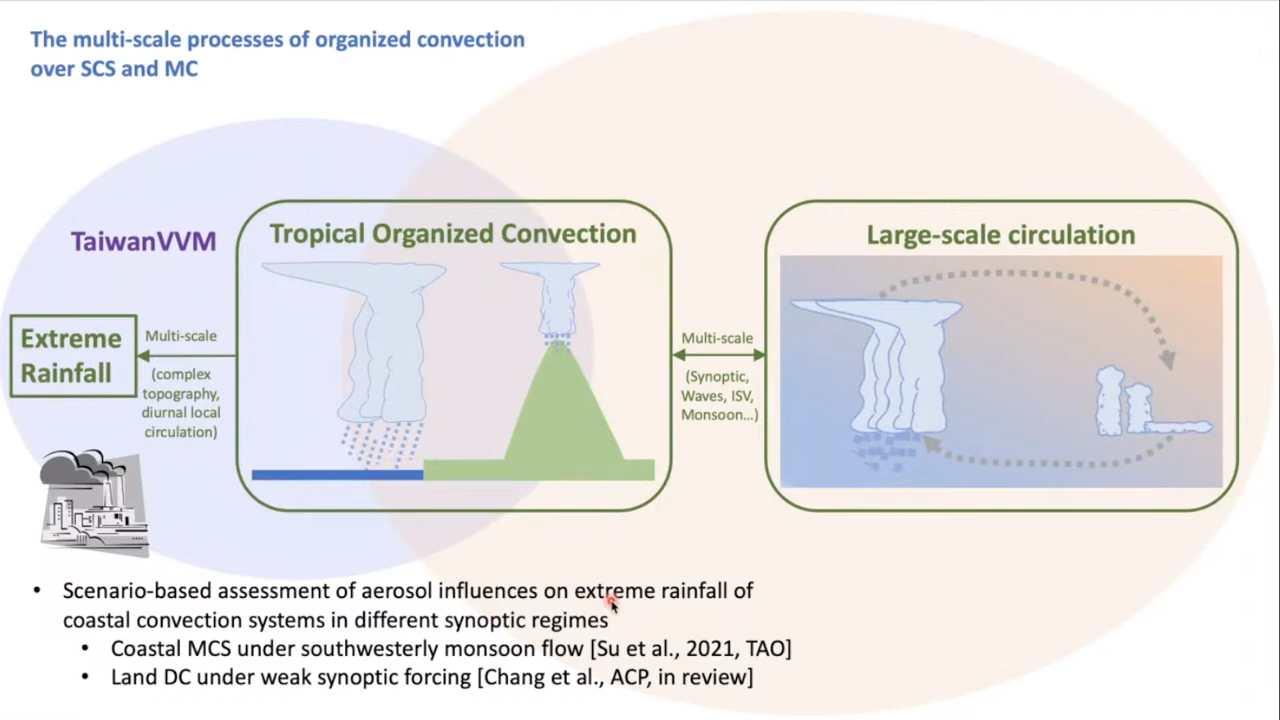 The multi-scale processes of organized convection
over SCS and MC
TaiwanVVM
Extreme
Rainfall
Multi-scale
(complex
topography,
diurnal local
circulation)
Tropical Organized Convection
Multi-scale
(Synoptic,
Waves, ISV,
Monsoon...)
Large-scale circulation
• Scenario-based assessment of aerosol influences on extreme rainfall of
coastal convection systems in different synoptic regimes
• Coastal MCS under southwesterly monsoon flow [Su et al., 2021, TAO]
• Land DC under weak synoptic forcing [Chang et al., ACP, in review]